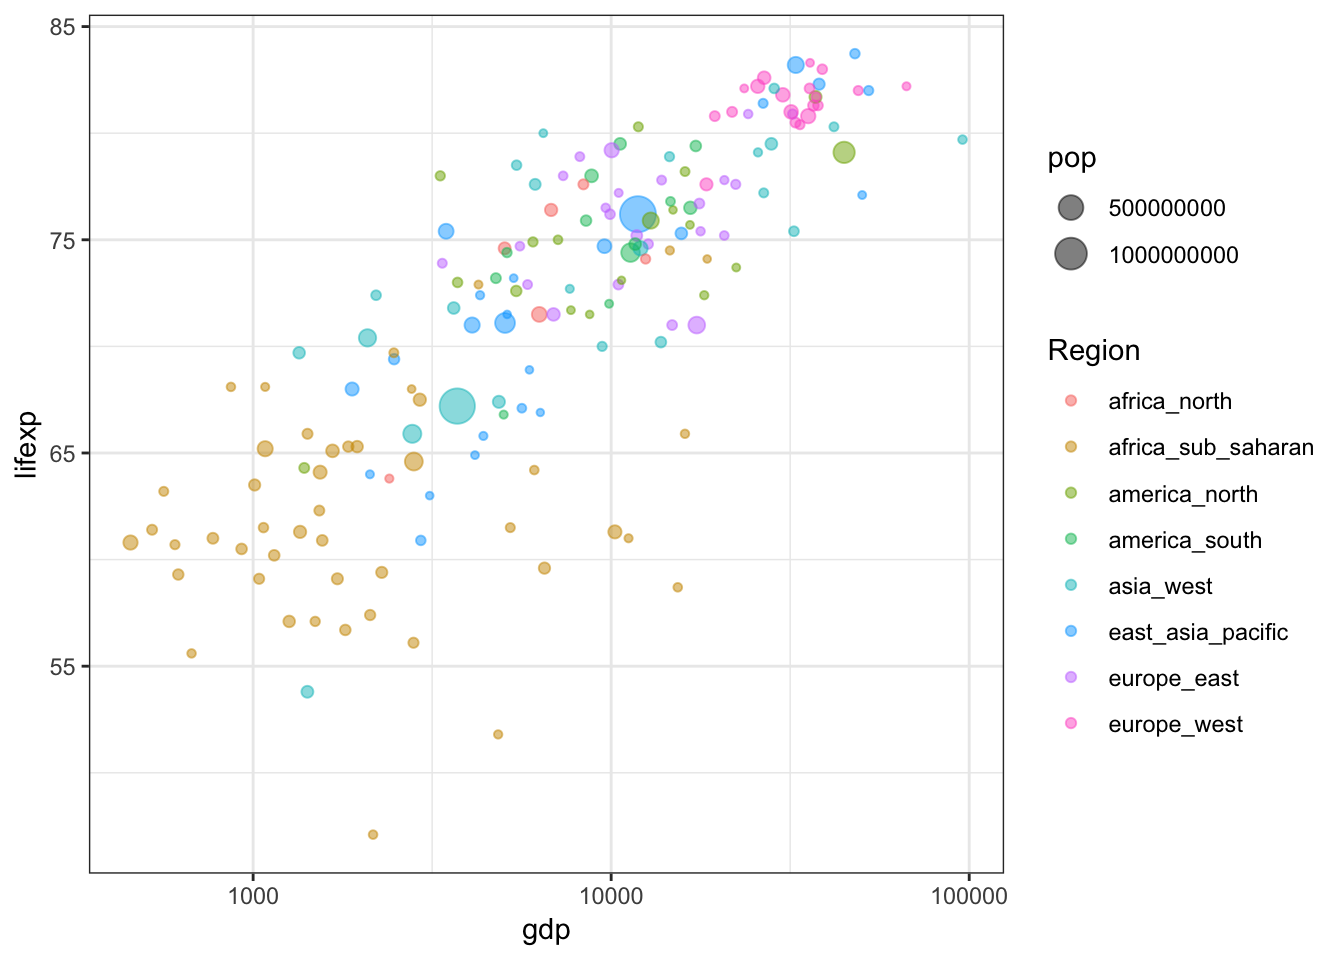 85
75
65
55
lifexp
1000
10000
100000
gdp
pop
500000000
1000000000
Region
africa_north
africa_sub_saharan
america_north
america_south
asia_west
east_asia_pacific
europe_east
europe_west